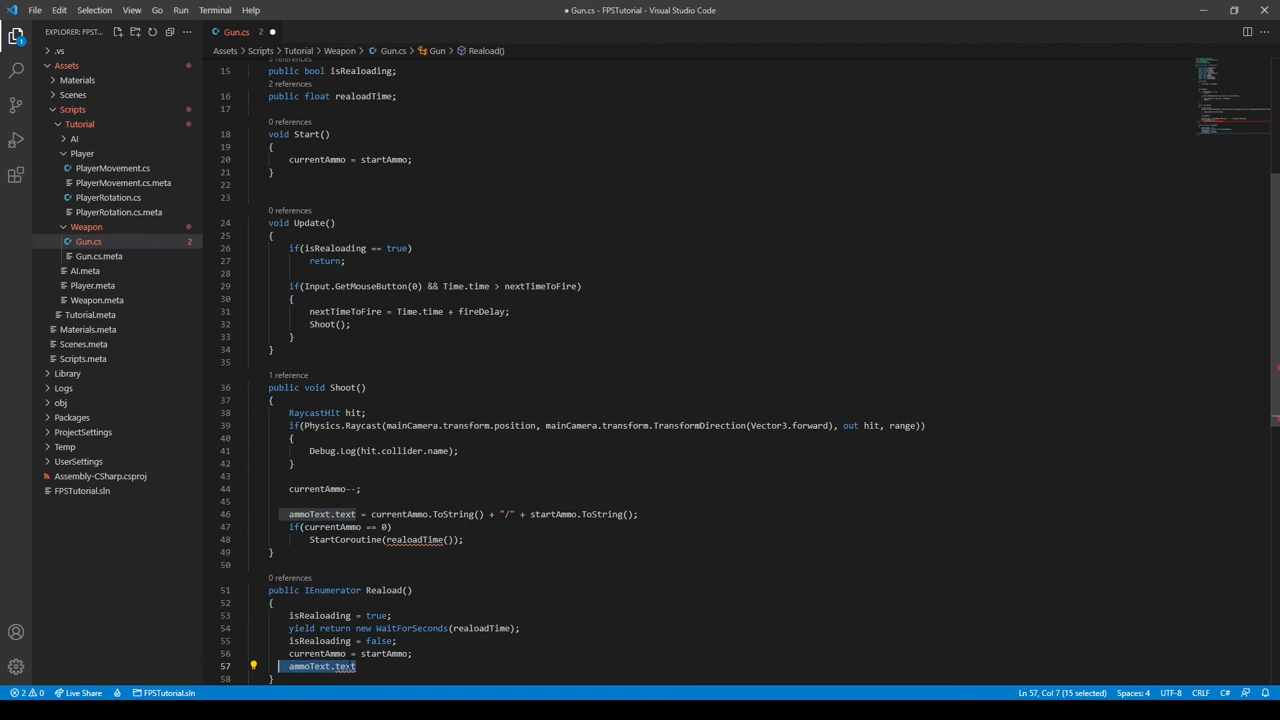 File Edit Selection View Go Run Terminal Help
● Gun.cs - FPSTutorial - Visual Studio Code
EXPLORER: FPST...
Gun.cs 2
Assets > Scripts > Tutorial > Weapon > Gun.cs > Gun > Reaload()
1
.vs
Assets
Materials
Scenes
Scripts
Tutorial
AI
Player
PlayerMovement.cs
PlayerMovement.cs.meta
PlayerRotation.cs
PlayerRotation.cs.meta
Weapon
Gun.cs 2
Gun.cs.meta
AI.meta
Player.meta
Weapon.meta
Tutorial.meta
Materials.meta
Scenes.meta
Scripts.meta
Library
Logs
obj
Packages
ProjectSettings
Temp
UserSettings
Assembly-CSharp.csproj
FPSTutorial.sln
15 public bool isRealoading;
2 references
16 public float realoadTime;
17
0 references
18 void Start()
19 {
20 currentAmmo = startAmmo;
21 }
22
23
0 references
24 void Update()
25 {
26 if(isRealoading == true)
27 return;
28
29 if(Input.GetMouseButton(0) && Time.time > nextTimeToFire)
30 {
31 nextTimeToFire = Time.time + fireDelay;
32 Shoot();
33 }
34 }
35
1 reference
36 public void Shoot()
37 {
38 RaycastHit hit;
39 if(Physics.Raycast(mainCamera.transform.position, mainCamera.transform.TransformDirection(Vector3.forward), out hit, range))
40 {
41 Debug.Log(hit.collider.name);
42 }
43
44 currentAmmo--;
45
46 ammoText.text = currentAmmo.ToString() + "/" + startAmmo.ToString();
47 if(currentAmmo == 0)
48 StartCoroutine(realoadTime());
49 }
50
0 references
51 public IEnumerator Reaload()
52 {
53 isRealoading = true;
54 yield return new WaitForSeconds(realoadTime);
55 isRealoading = false;
56 currentAmmo = startAmmo;
57 ammoText.text
58 }
2 0 Live Share FPSTutorial.sln Ln 57, Col 7 (15 selected) Spaces: 4 UTF-8 CRLF C#